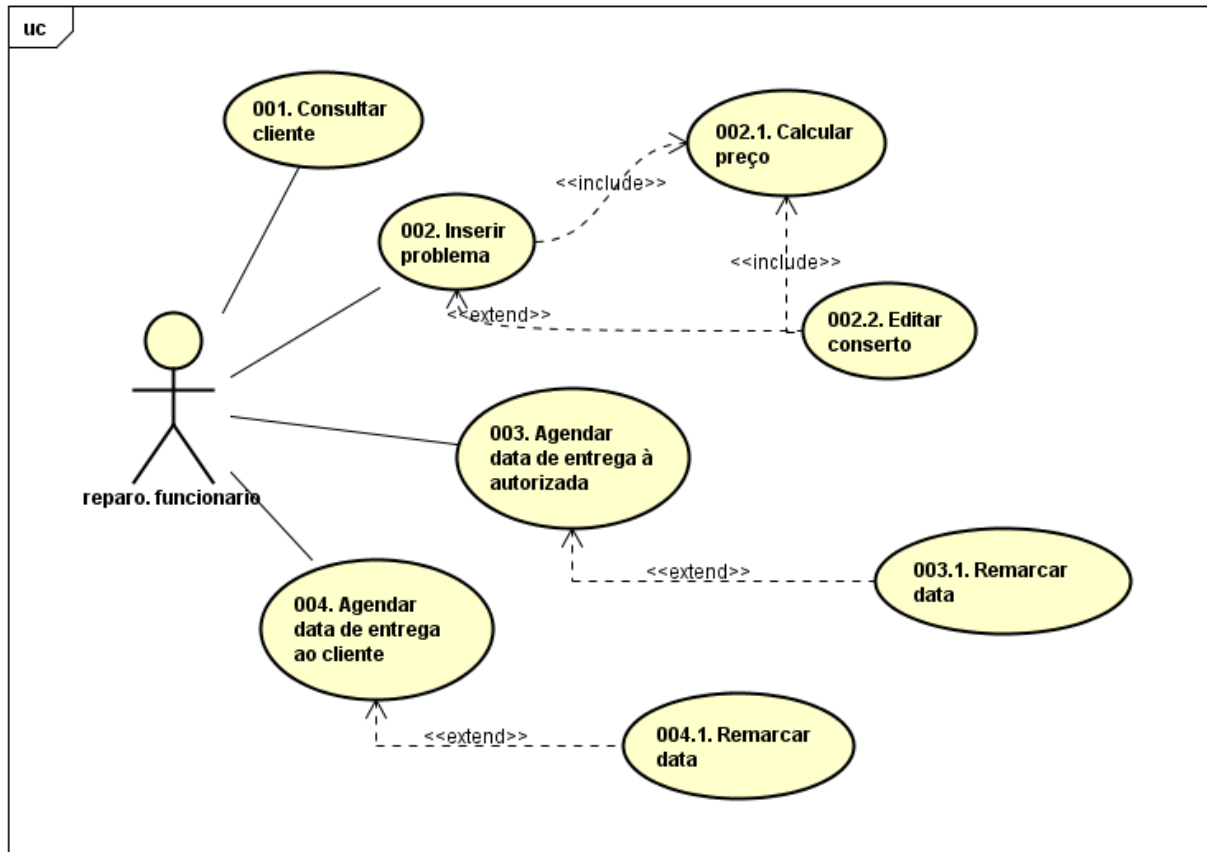 uc
001. Consultar
cliente
002.1. Calcular
preço
<<include>>
002. Inserir
problema
<<include>>
<<extend>>
002.2. Editar
conserto
003. Agendar
data de entrega à
autorizada
reparo. funcionario
<<extend>>
003.1. Remarcar
data
004. Agendar
data de entrega
ao cliente
<<extend>>
004.1. Remarcar
data